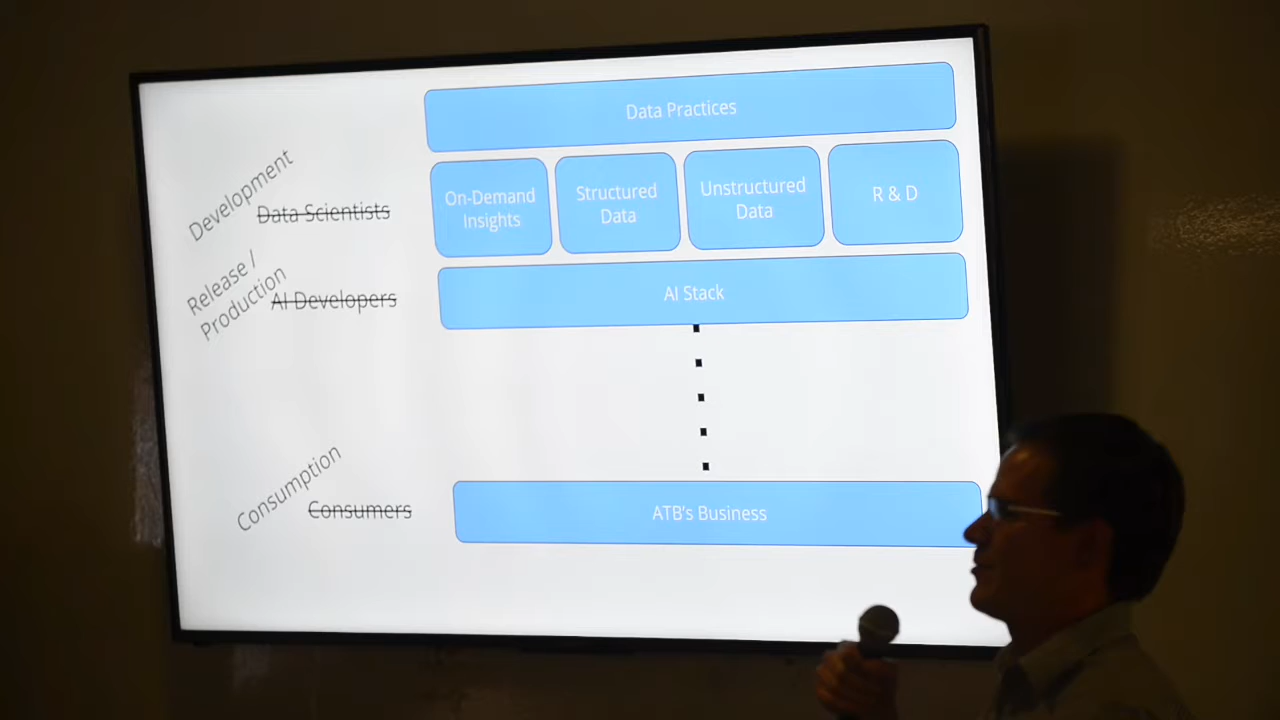 Data Practices
Development
Data Scientists
On-Demand
Insights
Structured
Data
Unstructured
Data
R & D
Release /
Production
AI Developers
AI Stack
Consumption
Consumers
ATB's Business